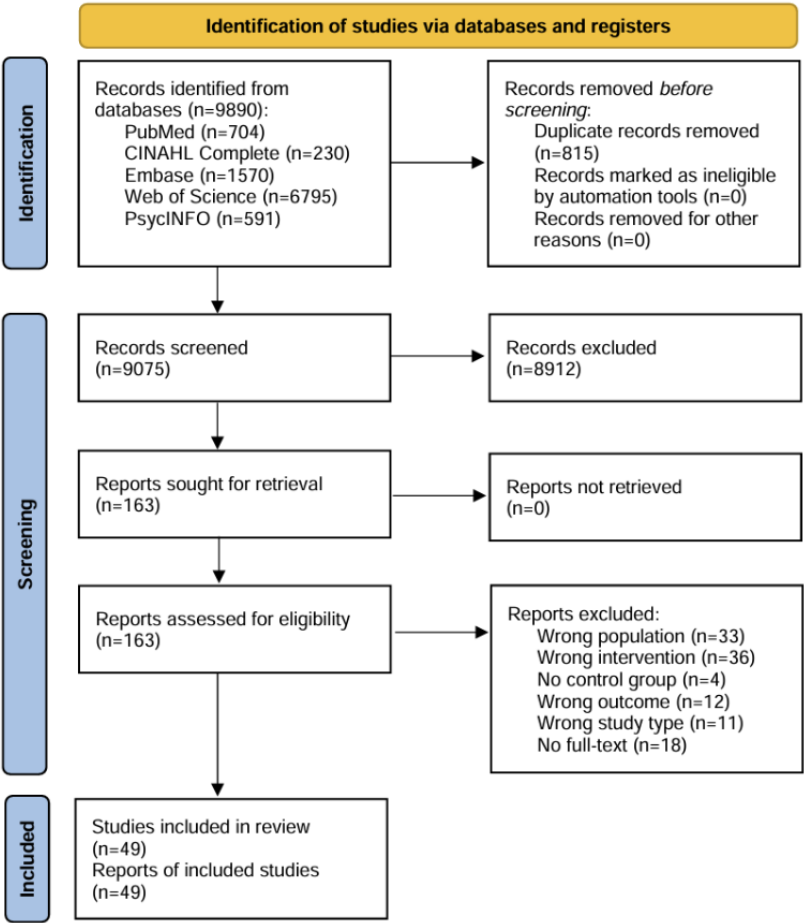 Identification of studies via databases and registers
Identification
Records identified from
databases (n=9890):
PubMed (n=704)
CINAHL Complete (n=230)
Embase (n=1570)
Web of Science (n=6795)
PsycINFO (n=591)
Records removed before
screening:
Duplicate records removed
(n=815)
Records marked as ineligible
by automation tools (n=0)
Records removed for other
reasons (n=0)
Screening
Records screened
(n=9075)
Records excluded
(n=8912)
Reports sought for retrieval
(n=163)
Reports not retrieved
(n=0)
Reports assessed for eligibility
(n=163)
Reports excluded:
Wrong population (n=33)
Wrong intervention (n=36)
No control group (n=4)
Wrong outcome (n=12)
Wrong study type (n=11)
No full-text (n=18)
Included
Studies included in review
(n=49)
Reports of included studies
(n=49)